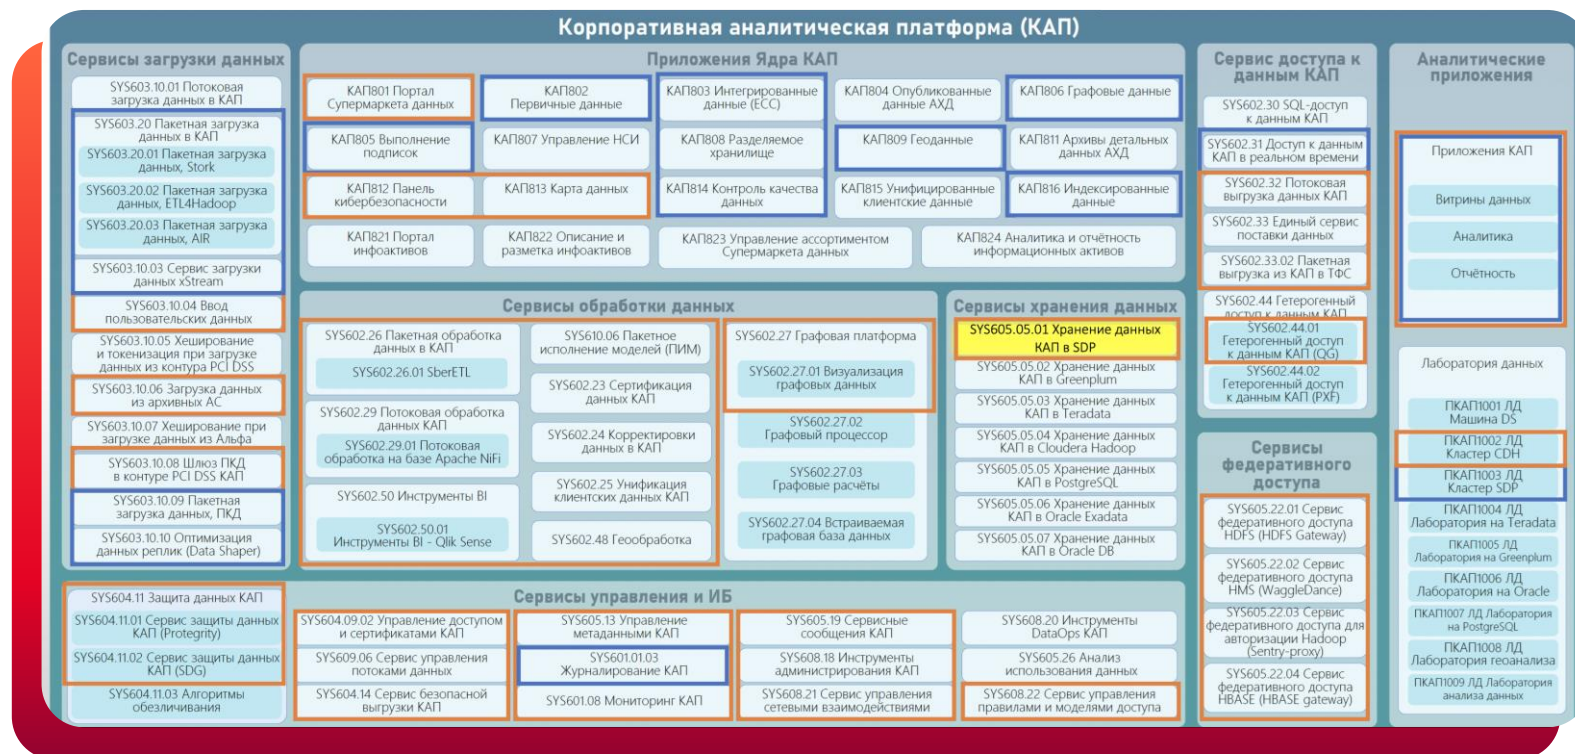 Корпоративная аналитическая платформа (КАП)
Сервисы загрузки данных
SYS603.10.01 Потоковая
загрузка данных в КАП
SYS603.20 Пакетная загрузка
данных в КАП
SYS603.20.01 Пакетная загрузка
данных, Stork
SYS603.20.02 Пакетная загрузка
данных, ETL4Hadoop
SYS603.20.03 Пакетная загрузка
данных, AIR
SYS603.10.03 Сервис загрузки
данных xStream
SYS603.10.04 Ввод
пользовательских данных
SYS603.10.05 Хеширование
и токенизация при загрузке
данных из контура PCI DSS
SYS603.10.06 Загрузка данных
из архивных АС
SYS603.10.07 Хеширование при
загрузке данных из Альфа
SYS603.10.08 Шлюз ПКД
в контуре PCI DSS КАП
SYS603.10.09 Пакетная
загрузка данных, ПКД
SYS603.10.10 Оптимизация
данных реплик (Data Shaper)
Приложения Ядра КАП
КАП801 Портал
Супермаркета данных
КАП802
Первичные данные
КАП803 Интегрированные
данные (ECC)
КАП804 Опубликованные
данные АХД
КАП806 Графовые данные
КАП805 Выполнение
подписок
КАП807 Управление НСИ
КАП808 Разделяемое
хранилище
КАП809 Геоданные
КАП811 Архивы детальных
данных АХД
КАП812 Панель
кибербезопасности
КАП813 Карта данных
КАП814 Контроль качества
данных
КАП815 Унифицированные
клиентские данные
КАП816 Индексированные
данные
КАП821 Портал
инфоактивов
КАП822 Описание и
разметка инфоактивов
КАП823 Управление ассортиментом
Супермаркета данных
КАП824 Аналитика и отчётность
информационных активов
Сервисы обработки данных
SYS602.26 Пакетная обработка
данных в КАП
SYS602.26.01 SberETL
SYS602.29 Потоковая обработка
данных КАП
SYS602.29.01 Потоковая
обработка на базе Apache NiFi
SYS602.50 Инструменты BI
SYS602.50.01
Инструменты BI - Qlik Sense
SYS610.06 Пакетное
исполнение моделей (ПИМ)
SYS602.23 Сертификация
данных КАП
SYS602.24 Корректировки
данных в КАП
SYS602.25 Унификация
клиентских данных КАП
SYS602.48 Геообработка
SYS602.27 Графовая платформа
SYS602.27.01 Визуализация
графовых данных
SYS602.27.02
Графовый процессор
SYS602.27.03
Графовые расчёты
SYS602.27.04 Встраиваемая
графовая база данных
Сервисы хранения данных
SYS605.05.01 Хранение данных
КАП в SDP
SYS605.05.02 Хранение данных
КАП в Greenplum
SYS605.05.03 Хранение данных
КАП в Teradata
SYS605.05.04 Хранение данных
КАП в Cloudera Hadoop
SYS605.05.05 Хранение данных
КАП в PostgreSQL
SYS605.05.06 Хранение данных
КАП в Oracle Exadata
SYS605.05.07 Хранение данных
КАП в Oracle DB
Сервис доступа к
данным КАП
SYS602.30 SQL-доступ
к данным КАП
SYS602.31 Доступ к данным
КАП в реальном времени
SYS602.32 Потоковая
выгрузка данных КАП
SYS602.33 Единый сервис
поставки данных
SYS602.33.02 Пакетная
выгрузка из КАП в ТФС
SYS602.44 Гетерогенный
доступ к данным КАП
SYS602.44.01
Гетерогенный доступ
к данным КАП (QG)
SYS602.44.02
Гетерогенный доступ
к данным КАП (PXF)
Сервисы
федеративного
доступа
SYS605.22.01 Сервис
федеративного доступа
HDFS (HDFS Gateway)
SYS605.22.02 Сервис
федеративного доступа
HMS (WaggleDance)
SYS605.22.03 Сервис
федеративного доступа для
авторизации Hadoop
(Sentry-proxy)
SYS605.22.04 Сервис
федеративного доступа
HBASE (HBASE gateway)
Аналитические
приложения
Приложения КАП
Витрины данных
Аналитика
Отчётность
Лаборатория данных
ПКАП1001 ЛД
Машина DS
ПКАП1002 ЛД
Кластер CDH
ПКАП1003 ЛД
Кластер SDP
ПКАП1004 ЛД
Лаборатория на Teradata
ПКАП1005 ЛД
Лаборатория на Greenplum
ПКАП1006 ЛД
Лаборатория на Oracle
ПКАП1007 ЛД Лаборатория
на PostgreSQL
ПКАП1008 ЛД
Лаборатория геоанализа
ПКАП1009 ЛД Лаборатория
анализа данных
Сервисы управления и ИБ
SYS604.11 Защита данных КАП
SYS604.11.01 Сервис защиты данных
КАП (Protegrity)
SYS604.11.02 Сервис защиты данных
КАП (SDG)
SYS604.11.03 Алгоритмы
обезличивания
SYS604.09.02 Управление доступом
и сертификатами КАП
SYS609.06 Сервис управления
потоками данных
SYS604.14 Сервис безопасной
выгрузки КАП
SYS605.13 Управление
метаданными КАП
SYS601.01.03
Журналирование КАП
SYS601.08 Мониторинг КАП
SYS605.19 Сервисные
сообщения КАП
SYS608.18 Инструменты
администрирования КАП
SYS608.21 Сервис управления
сетевыми взаимодействиями
SYS608.20 Инструменты
DataOps КАП
SYS605.26 Анализ
использования данных
SYS608.22 Сервис управления
правилами и моделями доступа